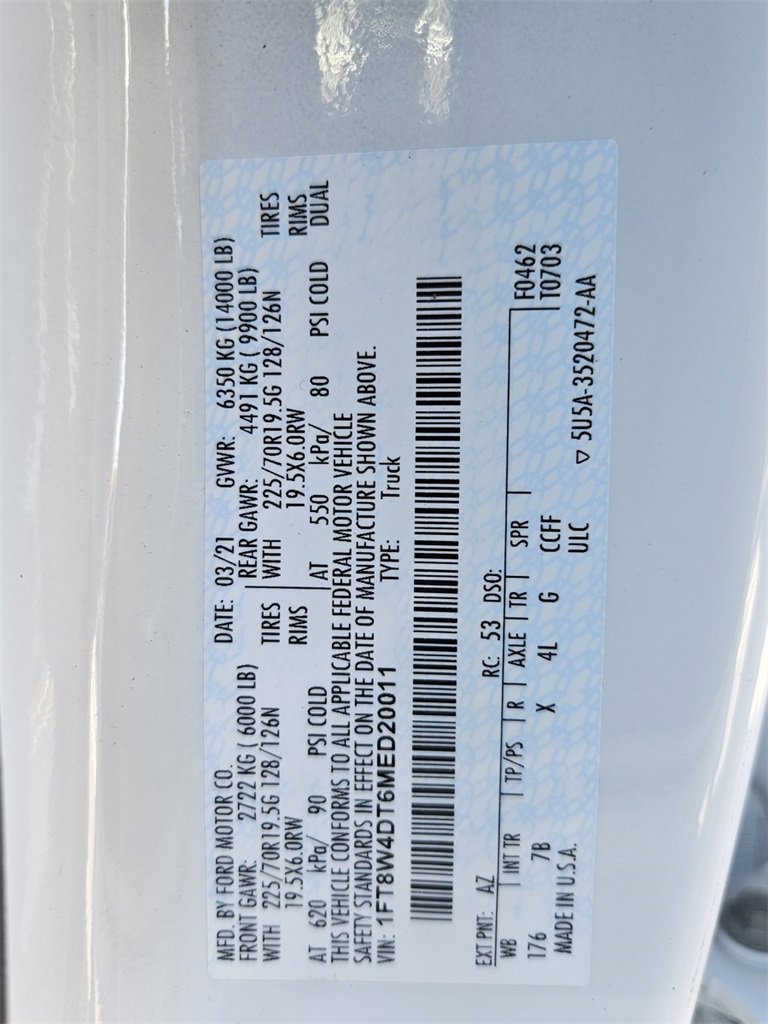 MFD. BY FORD MOTOR CO. DATE: 03/21 GVWR: 6350 KG (14000 LB)
FRONT GAWR: 2722 KG ( 6000 LB) REAR GAWR: 4491 KG ( 9900 LB)
WITH 225/70R19.5G 128/126N TIRES WITH 225/70R19.5G 128/126N TIRES
19.5X6.0RW RIMS 19.5X6.0RW RIMS
AT 620 kPa/ 90 PSI COLD AT 550 kPa/ 80 PSI COLD DUAL
THIS VEHICLE CONFORMS TO ALL APPLICABLE FEDERAL MOTOR VEHICLE
SAFETY STANDARDS IN EFFECT ON THE DATE OF MANUFACTURE SHOWN ABOVE.
VIN: 1FT8W4DT6MED20011 TYPE: Truck
EXT PNT: AZ RC: 53 DSO:
WB INT TR TP/PS R AXLE TR SPR F0462
176 7B X 4L G CCFF T0703
MADE IN U.S.A. ULC ▽ 5U5A-3520472-AA